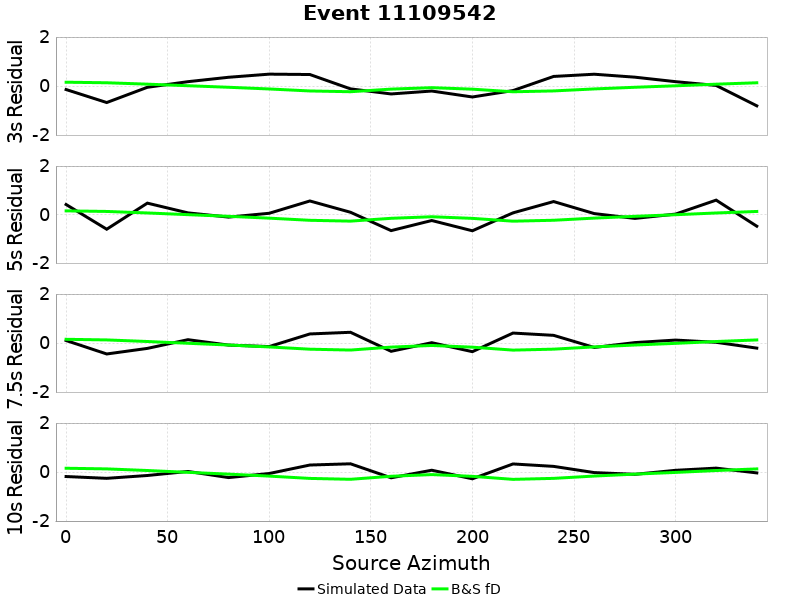 Event 11109542
3s Residual
2
0
-2
5s Residual
2
0
-2
7.5s Residual
2
0
-2
10s Residual
2
0
-2
0 50 100 150 200 250 300
Source Azimuth
Simulated Data B&S fD